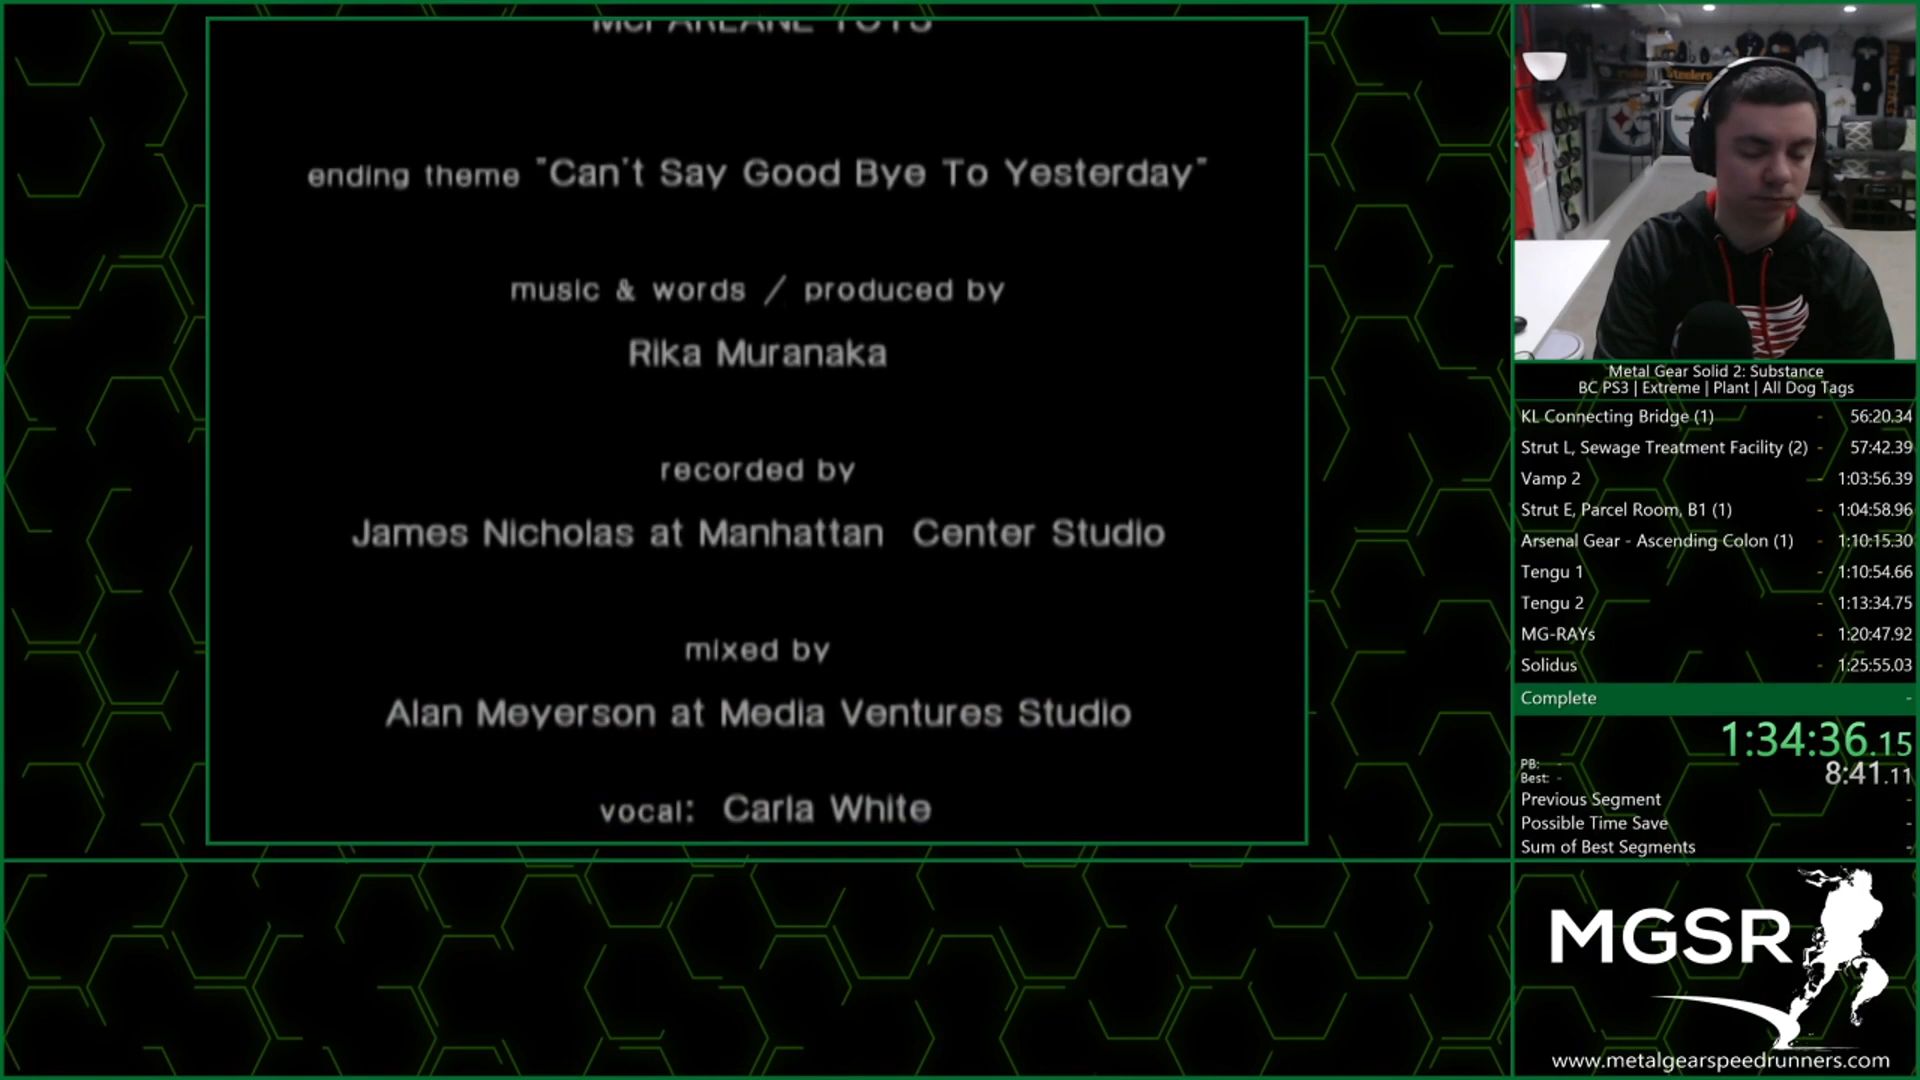 McFARLANE TOYS
ending theme "Can't Say Good Bye To Yesterday"
music & words / produced by
Rika Muranaka
recorded by
James Nicholas at Manhattan Center Studio
mixed by
Alan Meyerson at Media Ventures Studio
vocal: Carla White
Steelers
Metal Gear Solid 2: Substance
BC PS3 | Extreme | Plant | All Dog Tags
KL Connecting Bridge (1) - 56:20.34
Strut L, Sewage Treatment Facility (2) - 57:42.39
Vamp 2 - 1:03:56.39
Strut E, Parcel Room, B1 (1) - 1:04:58.96
Arsenal Gear - Ascending Colon (1) - 1:10:15.30
Tengu 1 - 1:10:54.66
Tengu 2 - 1:13:34.75
MG-RAYs - 1:20:47.92
Solidus - 1:25:55.03
Complete -
1:34:36.15
PB: -
Best: - 8:41.11
Previous Segment -
Possible Time Save -
Sum of Best Segments -
MGSR
www.metalgearspeedrunners.com